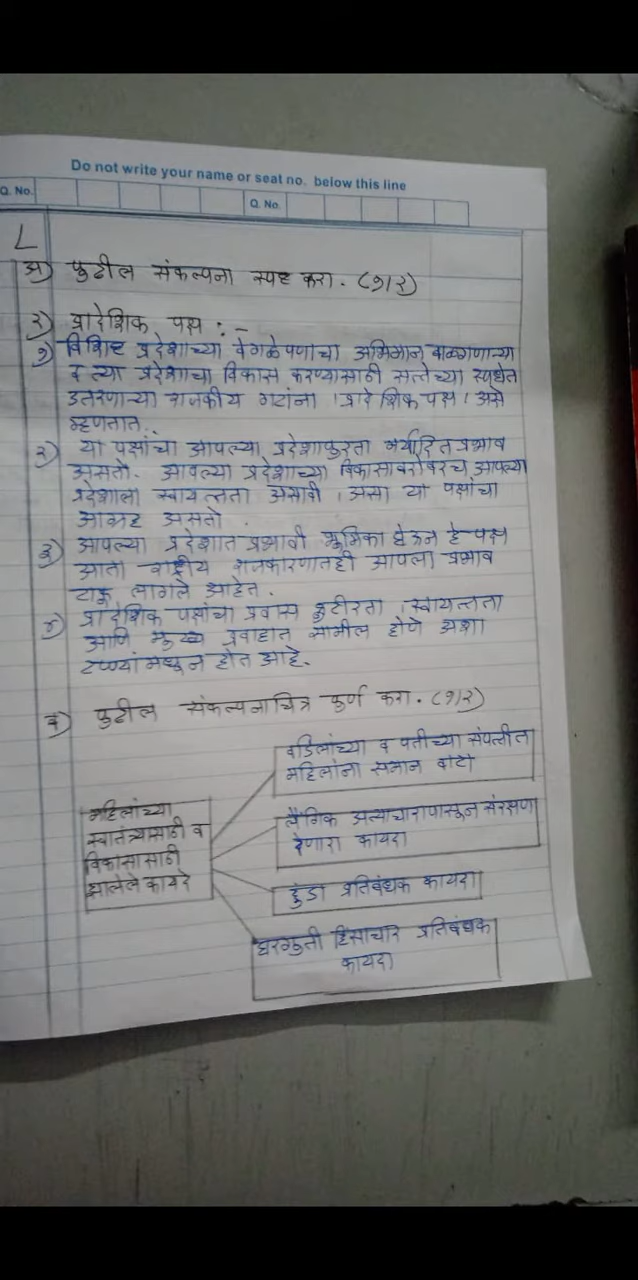 Do not write your name or seat no. below this line
Q. No.
Q. No.
अ) पुढील संकल्पना स्पष्ट करा. (१/२)
२) प्रादेशिक पक्ष :-
१) विशिष्ट प्रदेशाच्या वेगळेपणाचा अभिमान बाळगणाऱ्या
व त्या प्रदेशाचा विकास करण्यासाठी सत्तेच्या स्पर्धेत
उतरणाऱ्या राजकीय गटांना 'प्रादेशिक पक्ष' असे
म्हणतात.
२) या पक्षांचा आपल्या प्रदेशापुरता मर्यादित प्रभाव
असतो. आपल्या प्रदेशाच्या विकासाबरोबरच आपल्या
प्रदेशाला स्वायत्तता असावी, असा या पक्षांचा
आग्रह असतो.
३) आपल्या प्रदेशात प्रभावी भूमिका घेऊन हे पक्ष
आता राष्ट्रीय राजकारणातही आपला प्रभाव
टाकू लागले आहेत.
४) प्रादेशिक पक्षांचा प्रवास फुटीरता, स्वायत्तता
आणि मुख्य प्रवाहात सामील होणे अशा
टप्प्यांमधून होत आहे.
ब) पुढील संकल्पनाचित्र पूर्ण करा. (१/२)
वडिलांच्या व पतीच्या संपत्तीत
महिलांना समान वाटा
महिलांच्या
स्वातंत्र्यासाठी व
विकासासाठी
झालेले कायदे
लैंगिक अत्याचारापासून संरक्षण
देणारा कायदा
हुंडा प्रतिबंधक कायदा
घरगुती हिंसाचार प्रतिबंधक
कायदा